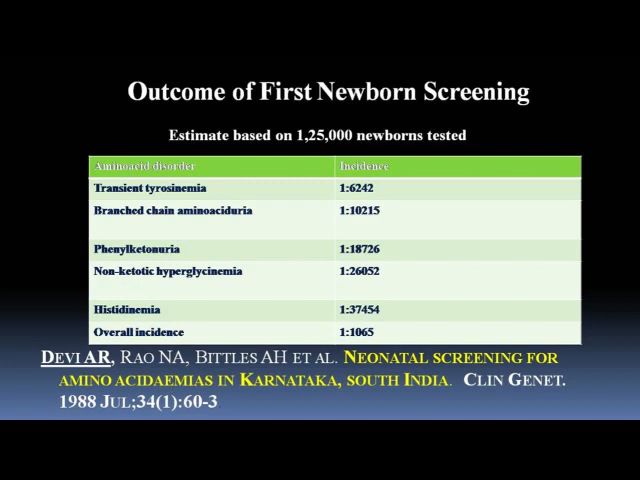 Outcome of First Newborn Screening
Estimate based on 1,25,000 newborns tested
Aminoacid disorder Incidence
Transient tyrosinemia 1:6242
Branched chain aminoaciduria 1:10215
Phenylketonuria 1:18726
Non-ketotic hyperglycinemia 1:26052
Histidinemia 1:37454
Overall incidence 1:1065
DEVI AR, RAO NA, BITTLES AH ET AL. NEONATAL SCREENING FOR
AMINO ACIDAEMIAS IN KARNATAKA, SOUTH INDIA. CLIN GENET.
1988 JUL;34(1):60-3